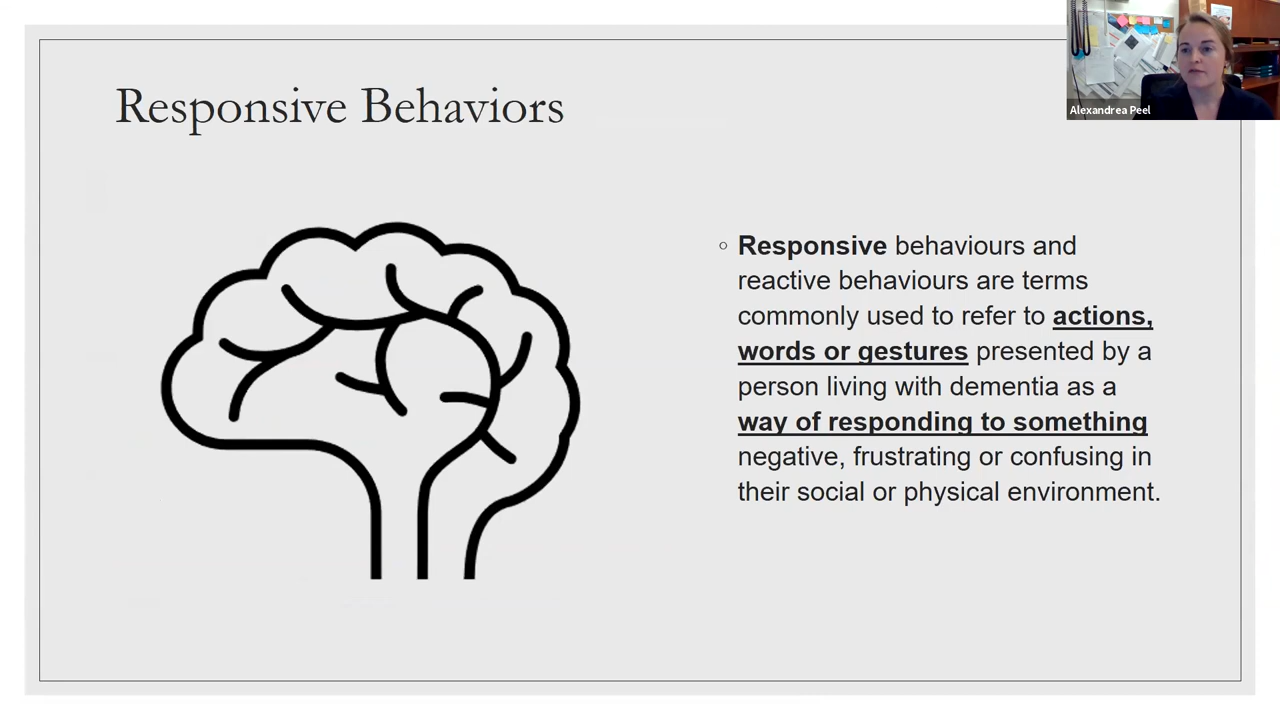 Responsive Behaviors
Alexandrea Peel
Responsive behaviours and
reactive behaviours are terms
commonly used to refer to actions,
words or gestures presented by a
person living with dementia as a
way of responding to something
negative, frustrating or confusing in
their social or physical environment.